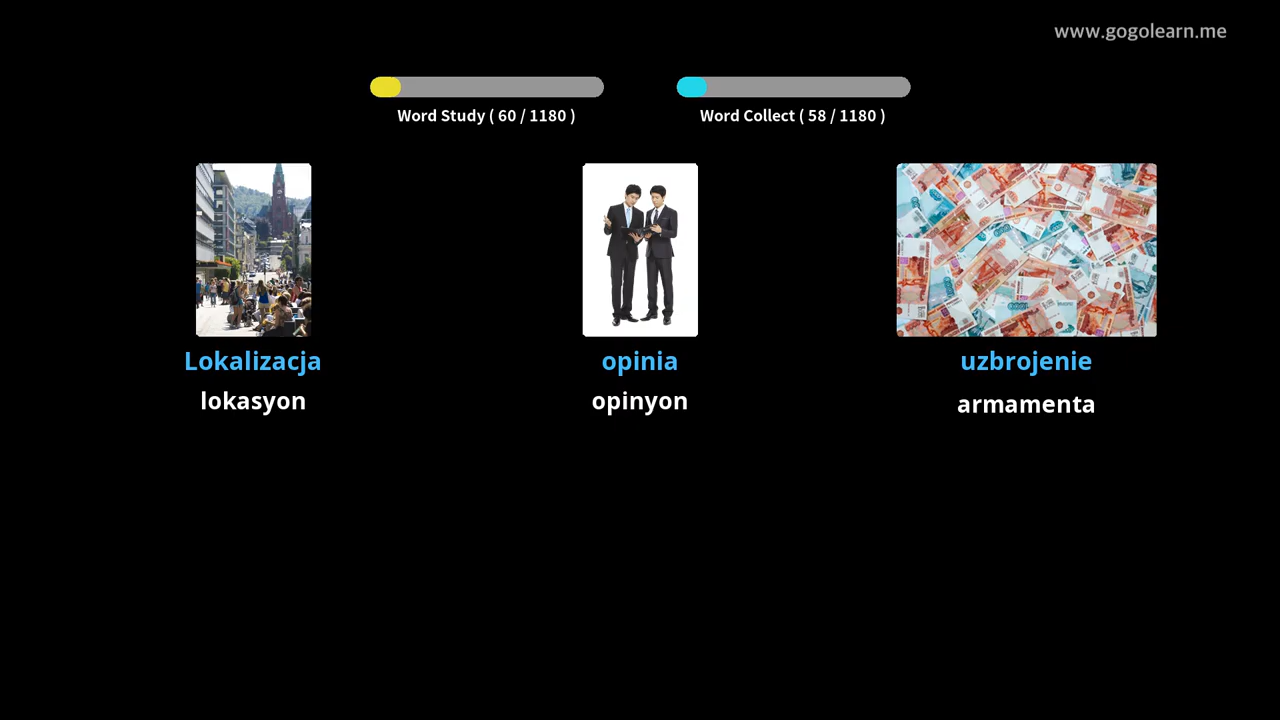 www.gogolearn.me
Word Study ( 60 / 1180 )
Word Collect ( 58 / 1180 )
Lokalizacja
lokasyon
opinia
opinyon
uzbrojenie
armamenta